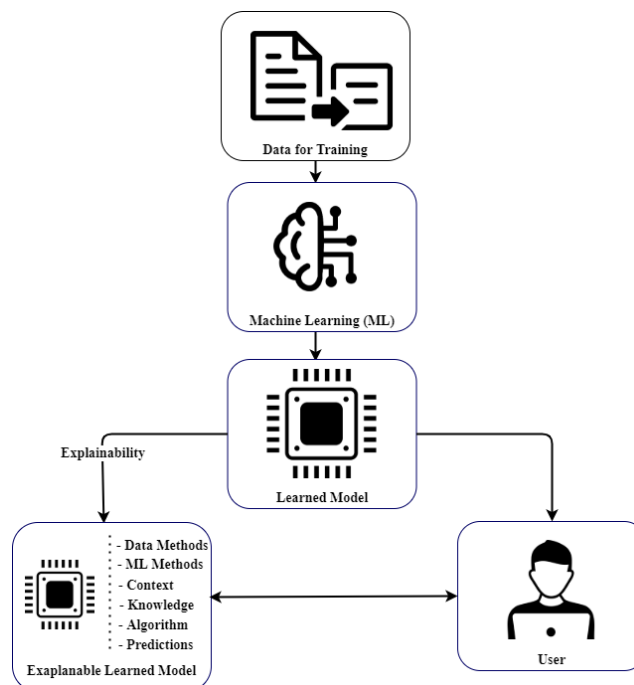 Data for Training
Machine Learning (ML)
Learned Model
Explainability
- Data Methods
- ML Methods
- Context
- Knowledge
- Algorithm
- Predictions
Exaplanable Learned Model
User